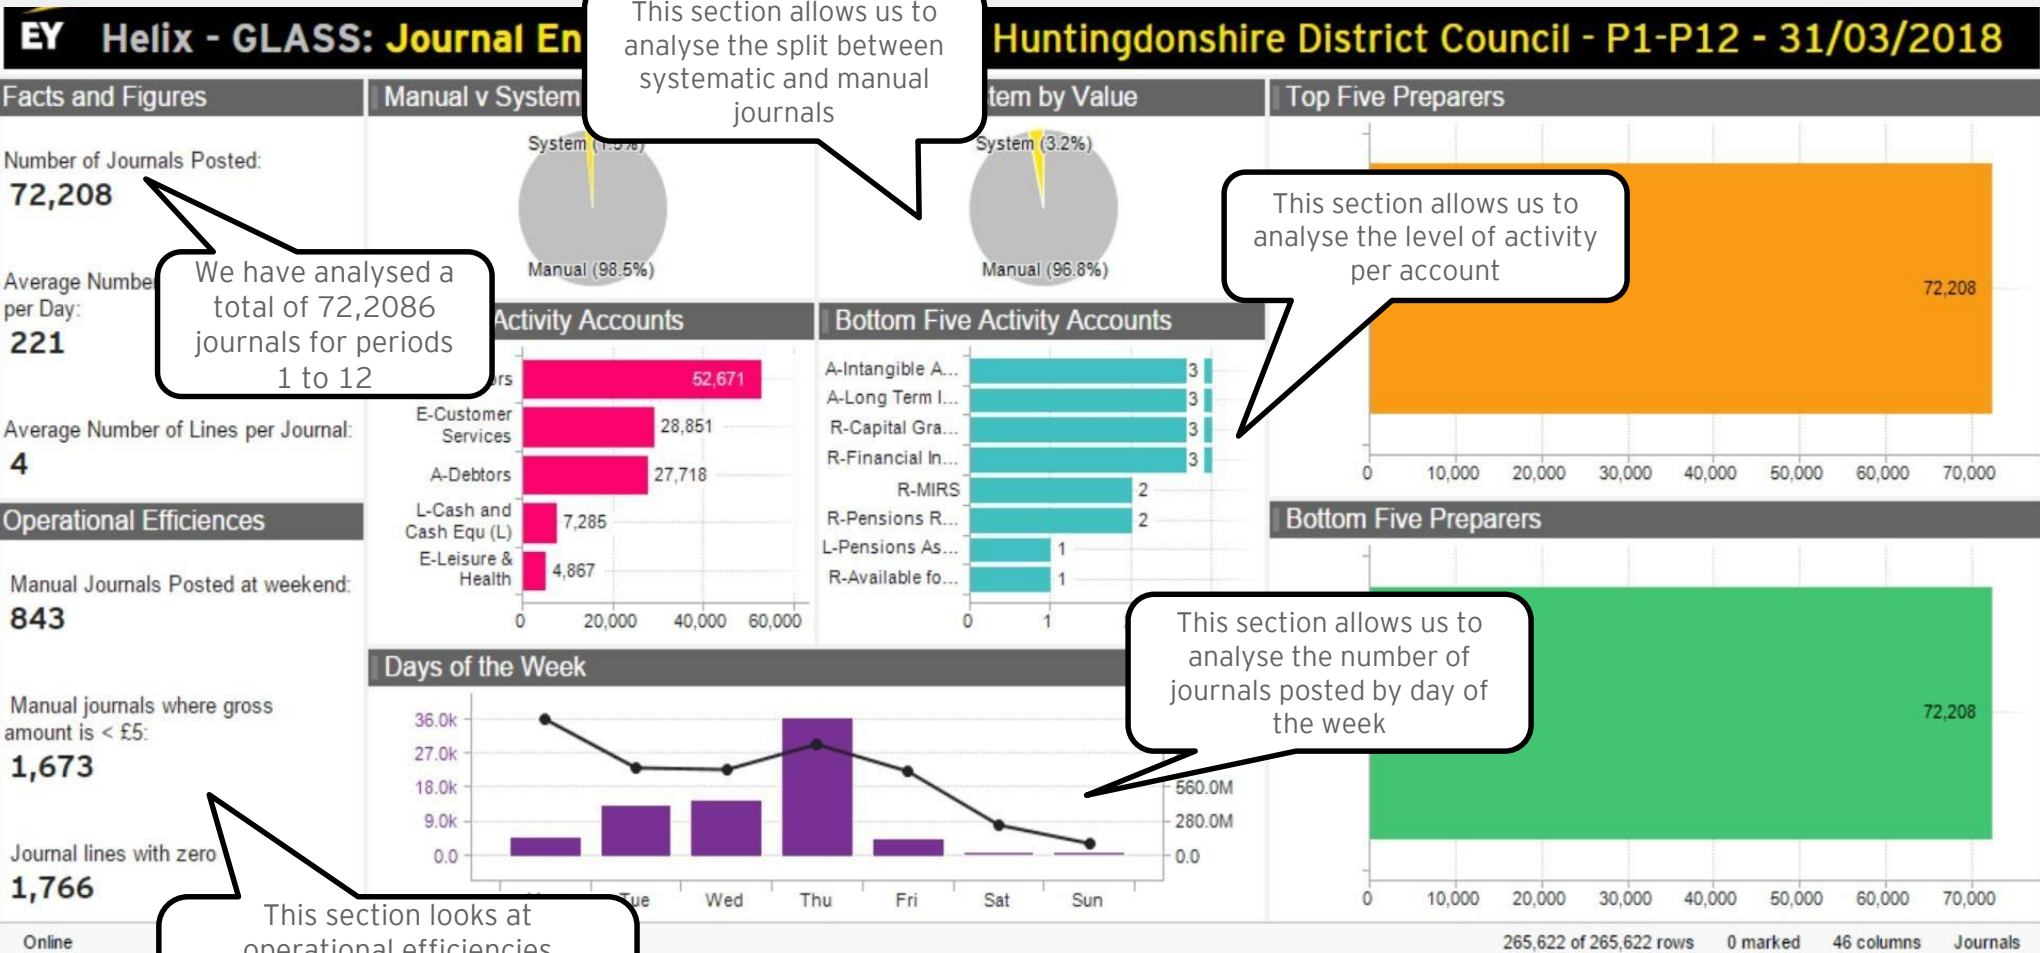 EY Helix - GLASS: Journal En
Huntingdonshire District Council - P1-P12 - 31/03/2018
This section allows us to
analyse the split between
systematic and manual
journals
Facts and Figures
Number of Journals Posted:
72,208
We have analysed a
total of 72,2086
journals for periods
1 to 12
Average Number
per Day:
221
Average Number of Lines per Journal:
4
Operational Efficiences
Manual Journals Posted at weekend:
843
Manual journals where gross
amount is < £5:
1,673
Journal lines with zero
1,766
This section looks at
operational efficiencies
Manual v System
System
Manual (98.5%)
tem by Value
System (3.2%)
Manual (96.8%)
Activity Accounts
ors
E-Customer
Services
A-Debtors
L-Cash and
Cash Equ (L)
E-Leisure &
Health
52,671
28,851
27,718
7,285
4,867
0 20,000 40,000 60,000
Bottom Five Activity Accounts
A-Intangible A... 3
A-Long Term I... 3
R-Capital Gra... 3
R-Financial In... 3
R-MIRS 2
R-Pensions R... 2
L-Pensions As... 1
R-Available fo... 1
0 1
This section allows us to
analyse the level of activity
per account
Days of the Week
36.0k
27.0k
18.0k
9.0k
0.0
560.0M
280.0M
0.0
Tue Wed Thu Fri Sat Sun
This section allows us to
analyse the number of
journals posted by day of
the week
Top Five Preparers
72,208
0 10,000 20,000 30,000 40,000 50,000 60,000 70,000
Bottom Five Preparers
72,208
0 10,000 20,000 30,000 40,000 50,000 60,000 70,000
Online
265,622 of 265,622 rows 0 marked 46 columns Journals